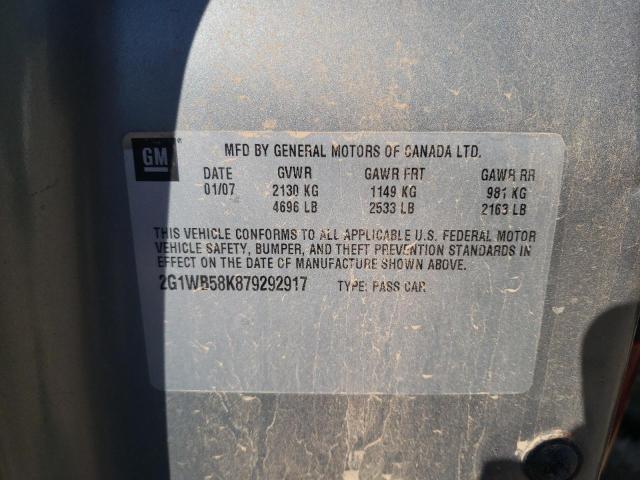 GM
MFD BY GENERAL MOTORS OF CANADA LTD.
DATE GVWR GAWR FRT GAWR RR
01/07 2130 KG 1149 KG 981 KG
4696 LB 2533 LB 2163 LB
THIS VEHICLE CONFORMS TO ALL APPLICABLE U.S. FEDERAL MOTOR
VEHICLE SAFETY, BUMPER, AND THEFT PREVENTION STANDARDS IN
EFFECT ON THE DATE OF MANUFACTURE SHOWN ABOVE.
2G1WB58K879292917 TYPE: PASS CAR